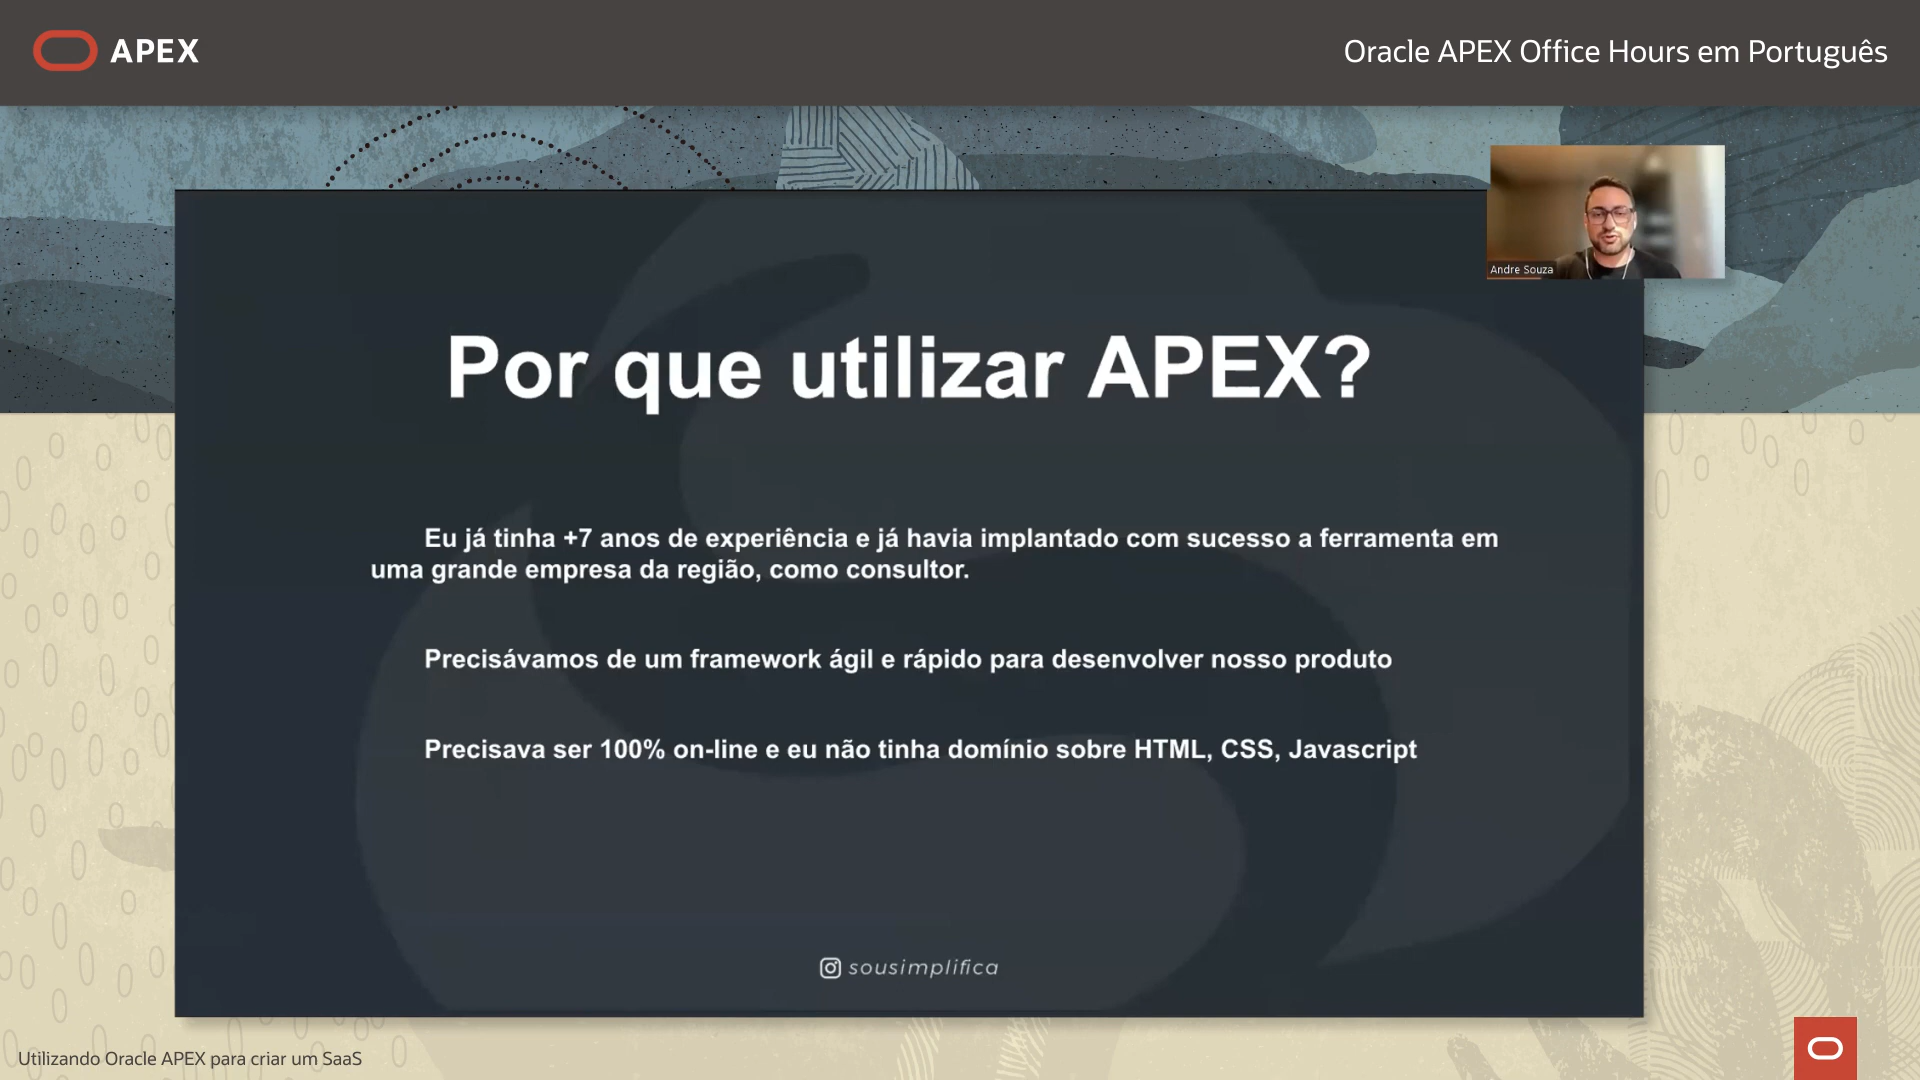 APEX
Oracle APEX Office Hours em Português
Andre Souza
Por que utilizar APEX?
Eu já tinha +7 anos de experiência e já havia implantado com sucesso a ferramenta em
uma grande empresa da região, como consultor.
Precisávamos de um framework ágil e rápido para desenvolver nosso produto
Precisava ser 100% on-line e eu não tinha domínio sobre HTML, CSS, Javascript
sousimplifica
Utilizando Oracle APEX para criar um SaaS